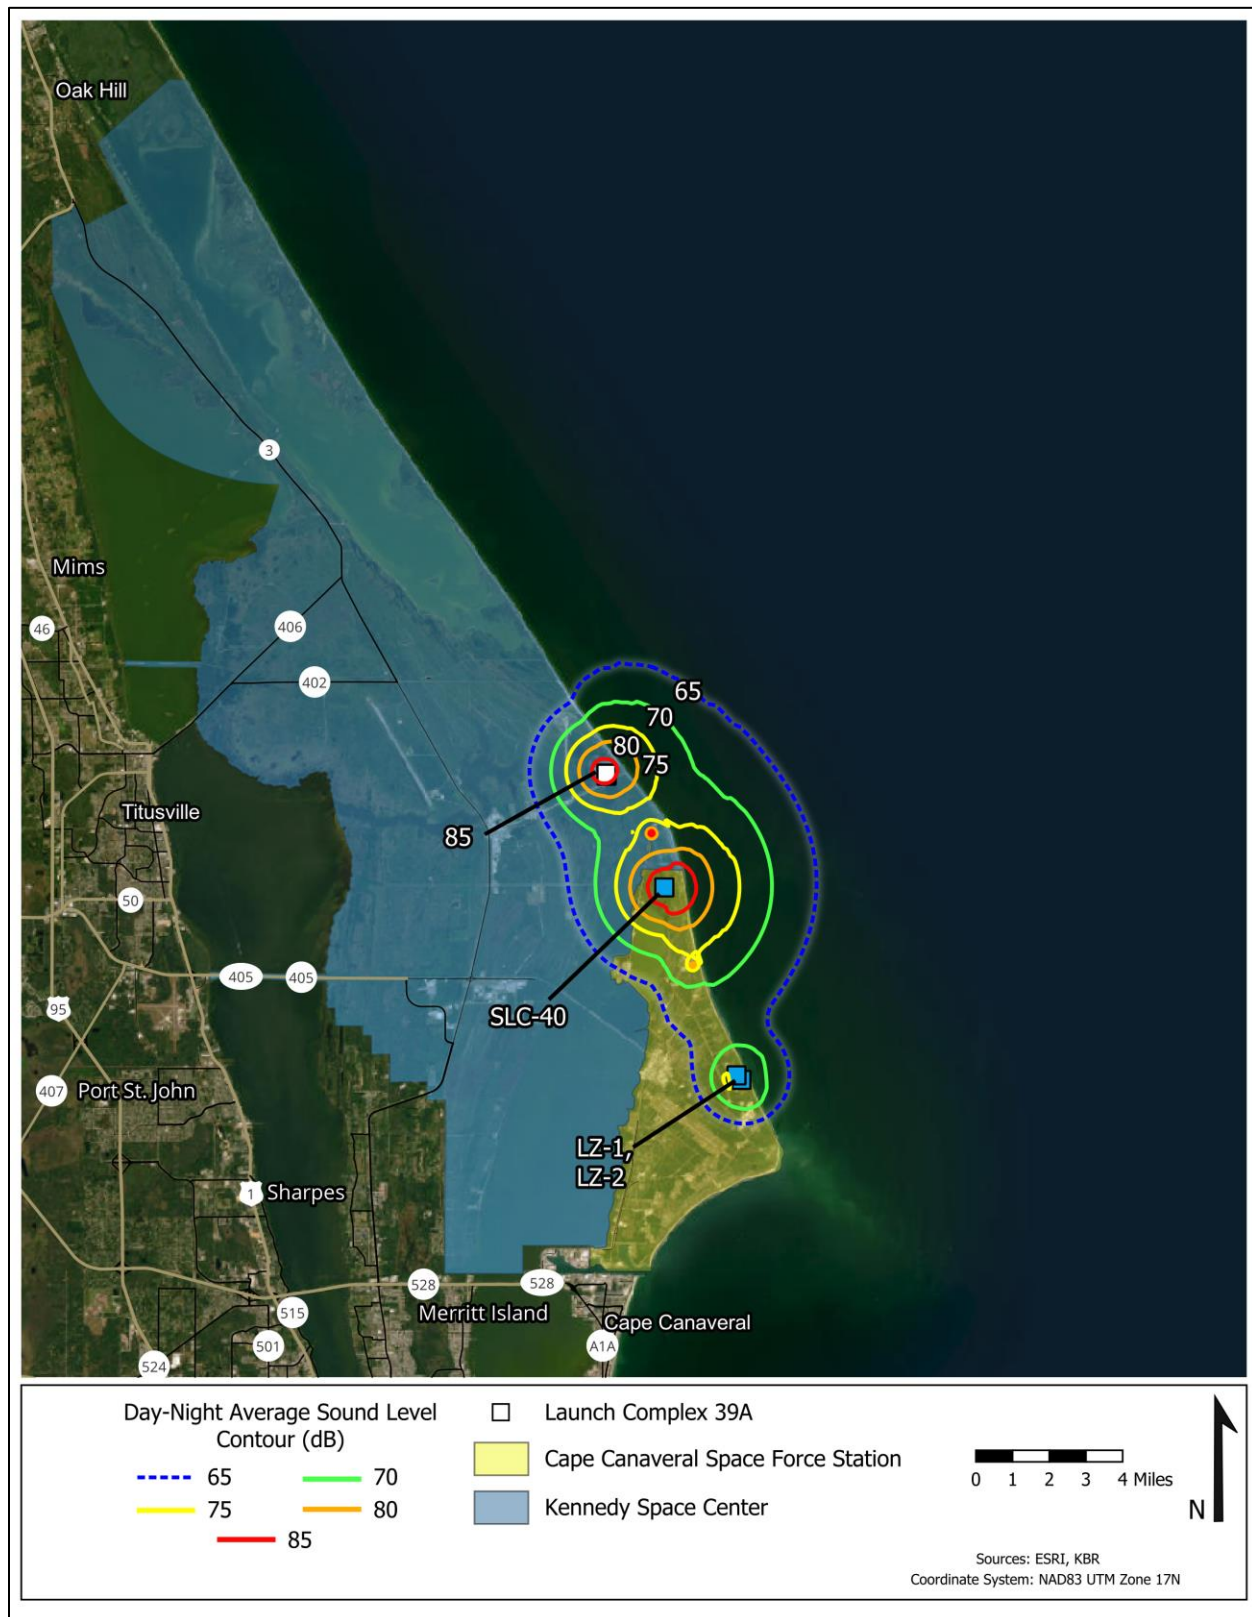 Oak Hill
3
Mims
46
406
402
65
70
80
75
Titusville
85
50
405
405
95
SLC-40
407
Port St. John
LZ-1,
LZ-2
1
Sharpes
528
528
Merritt Island
515
Cape Canaveral
501
A1A
524
Day-Night Average Sound Level
Contour (dB)
65
70
75
80
85
Launch Complex 39A
Cape Canaveral Space Force Station
Kennedy Space Center
0 1 2 3 4 Miles
N
Sources: ESRI, KBR
Coordinate System: NAD83 UTM Zone 17N